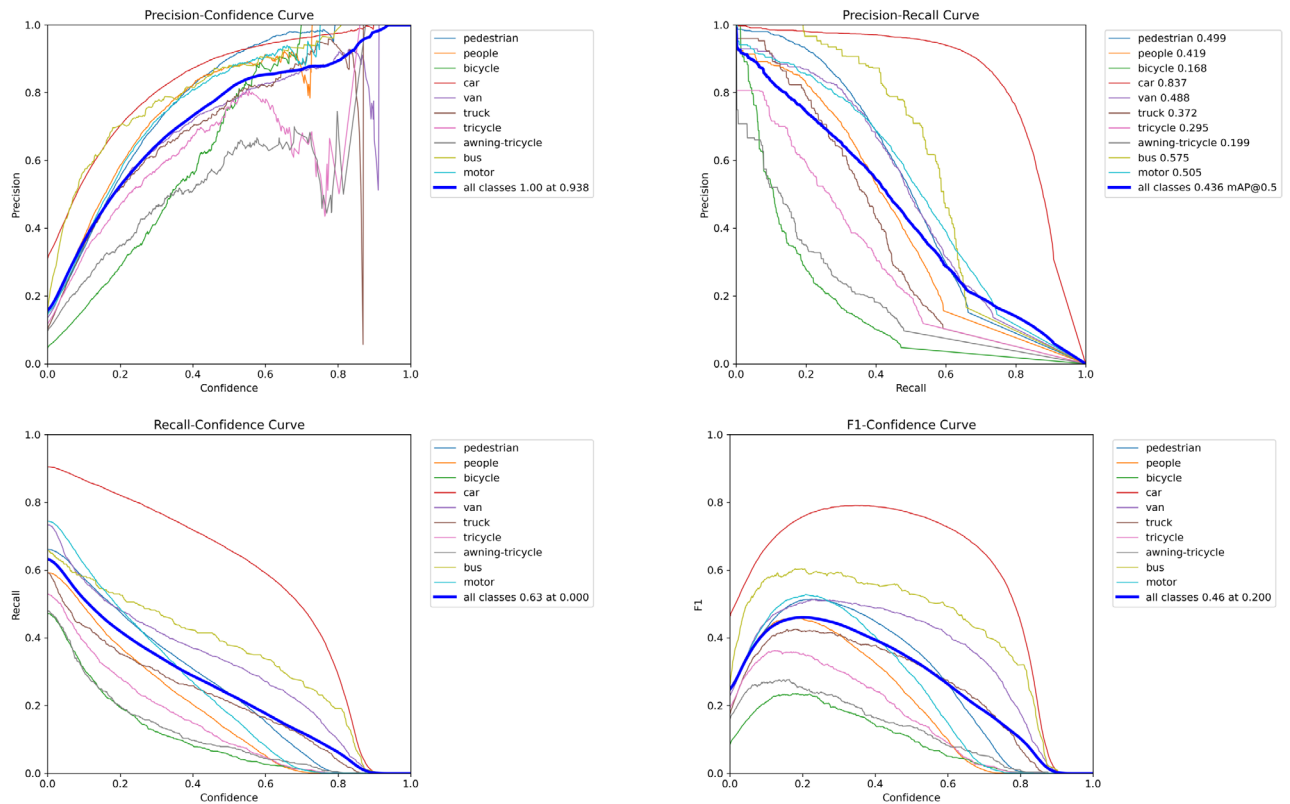 Precision-Confidence Curve
1.0
0.8
0.6
0.4
0.2
0.0
Precision
0.0 0.2 0.4 0.6 0.8 1.0
Confidence
pedestrian
people
bicycle
car
van
truck
tricycle
awning-tricycle
bus
motor
all classes 1.00 at 0.938
Precision-Recall Curve
1.0
0.8
0.6
0.4
0.2
0.0
Precision
0.0 0.2 0.4 0.6 0.8 1.0
Recall
pedestrian 0.499
people 0.419
bicycle 0.168
car 0.837
van 0.488
truck 0.372
tricycle 0.295
awning-tricycle 0.199
bus 0.575
motor 0.505
all classes 0.436 mAP@0.5
Recall-Confidence Curve
1.0
0.8
0.6
0.4
0.2
0.0
Recall
0.0 0.2 0.4 0.6 0.8 1.0
Confidence
pedestrian
people
bicycle
car
van
truck
tricycle
awning-tricycle
bus
motor
all classes 0.63 at 0.000
F1-Confidence Curve
1.0
0.8
0.6
0.4
0.2
0.0
F1
0.0 0.2 0.4 0.6 0.8 1.0
Confidence
pedestrian
people
bicycle
car
van
truck
tricycle
awning-tricycle
bus
motor
all classes 0.46 at 0.200